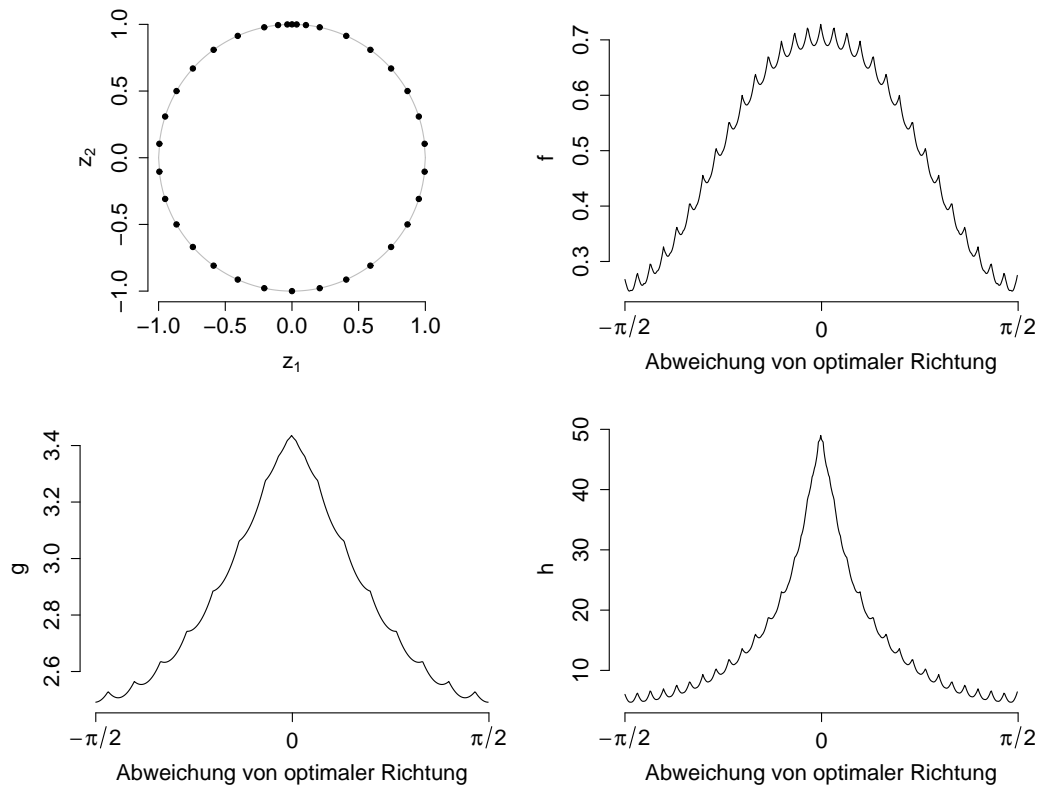 −1.0 −0.5 0.0 0.5 1.0
−1.0 −0.5 0.0 0.5 1.0
z1
z2
0.3 0.4 0.5 0.6 0.7
f
−π/2 0 π/2
Abweichung von optimaler Richtung
2.6 2.8 3.0 3.2 3.4
g
−π/2 0 π/2
Abweichung von optimaler Richtung
10 20 30 40 50
h
−π/2 0 π/2
Abweichung von optimaler Richtung